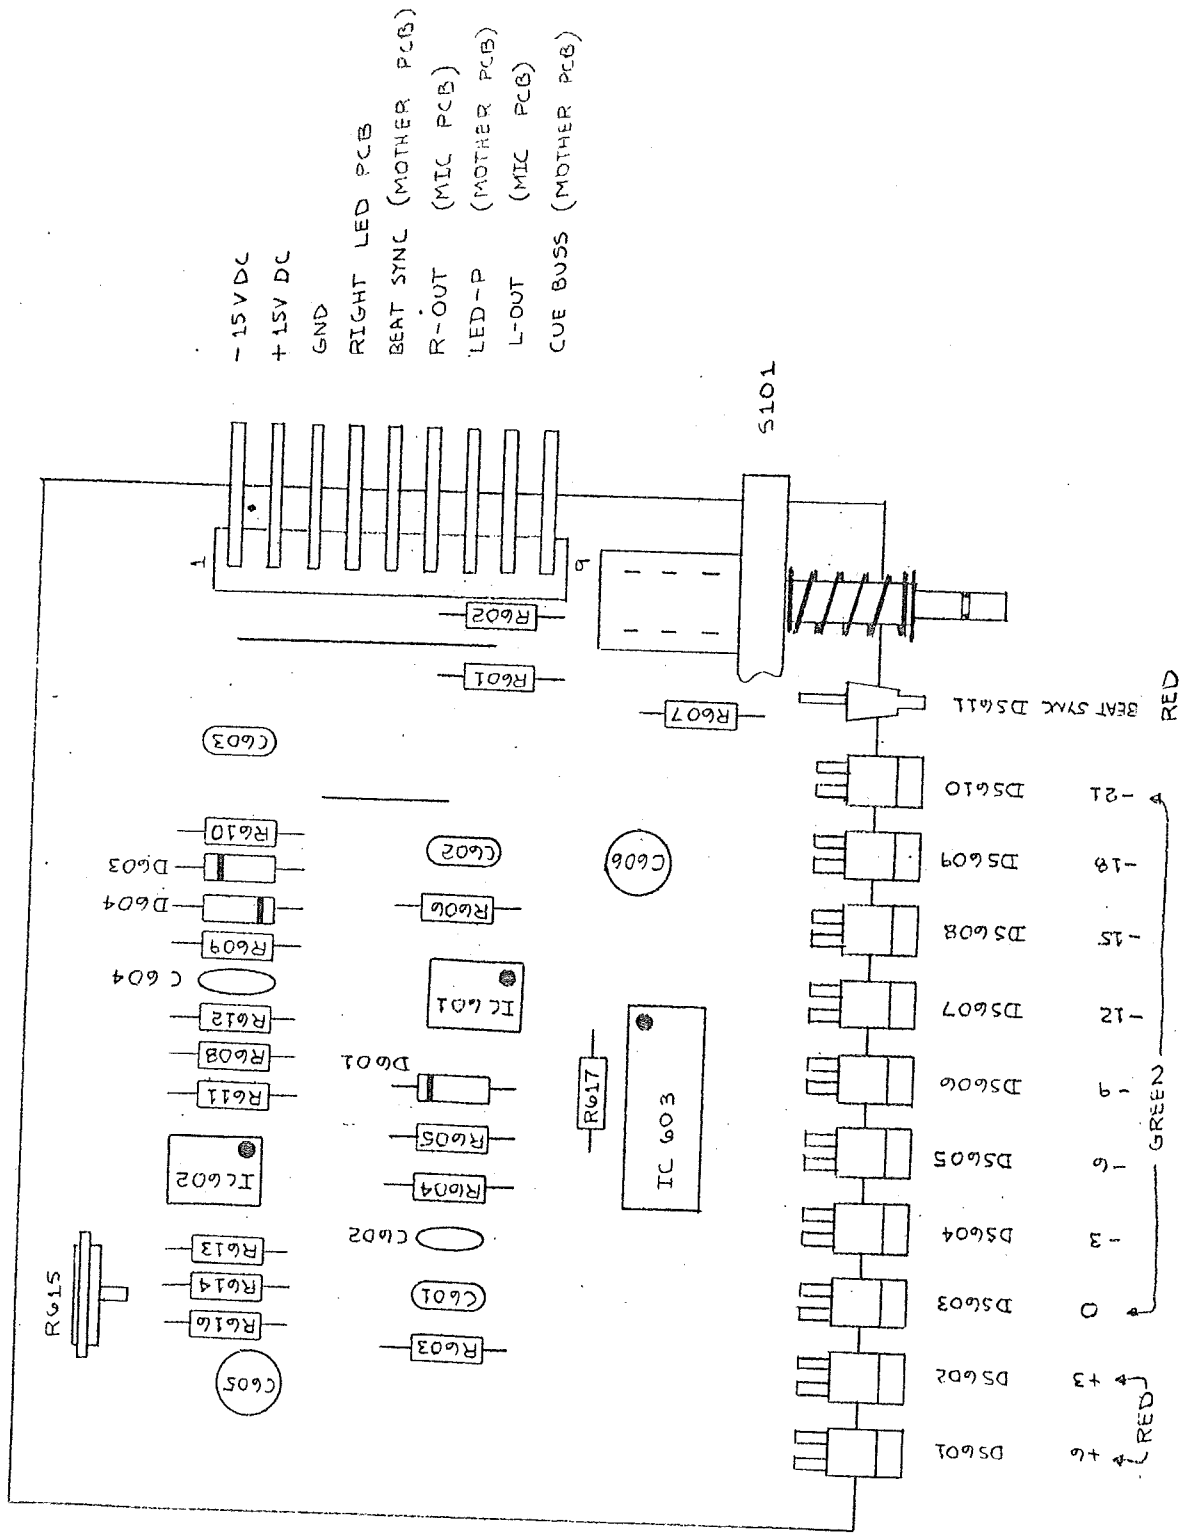 -15VDC
+15VDC
GND
RIGHT LED PCB
BEAT SYNC (MOTHER PCB)
R-OUT (MIC PCB)
LED-P (MOTHER PCB)
L-OUT (MIC PCB)
CUE BUSS (MOTHER PCB)
1
9
S101
R602
R601
R607
C603
R610
D603
D604
R609
C604
R612
R608
R611
IC602
R613
R614
R616
C605
R615
C602
R606
IC601
D601
R605
R604
C602
C601
R603
C606
R617
IC 603
BEAT SYNC DS611
RED
DS610
-21
DS609
-18
DS608
-15
DS607
-12
DS606
-9
DS605
-6
DS604
-3
DS603
0
GREEN
DS602
+3
DS601
+6
RED